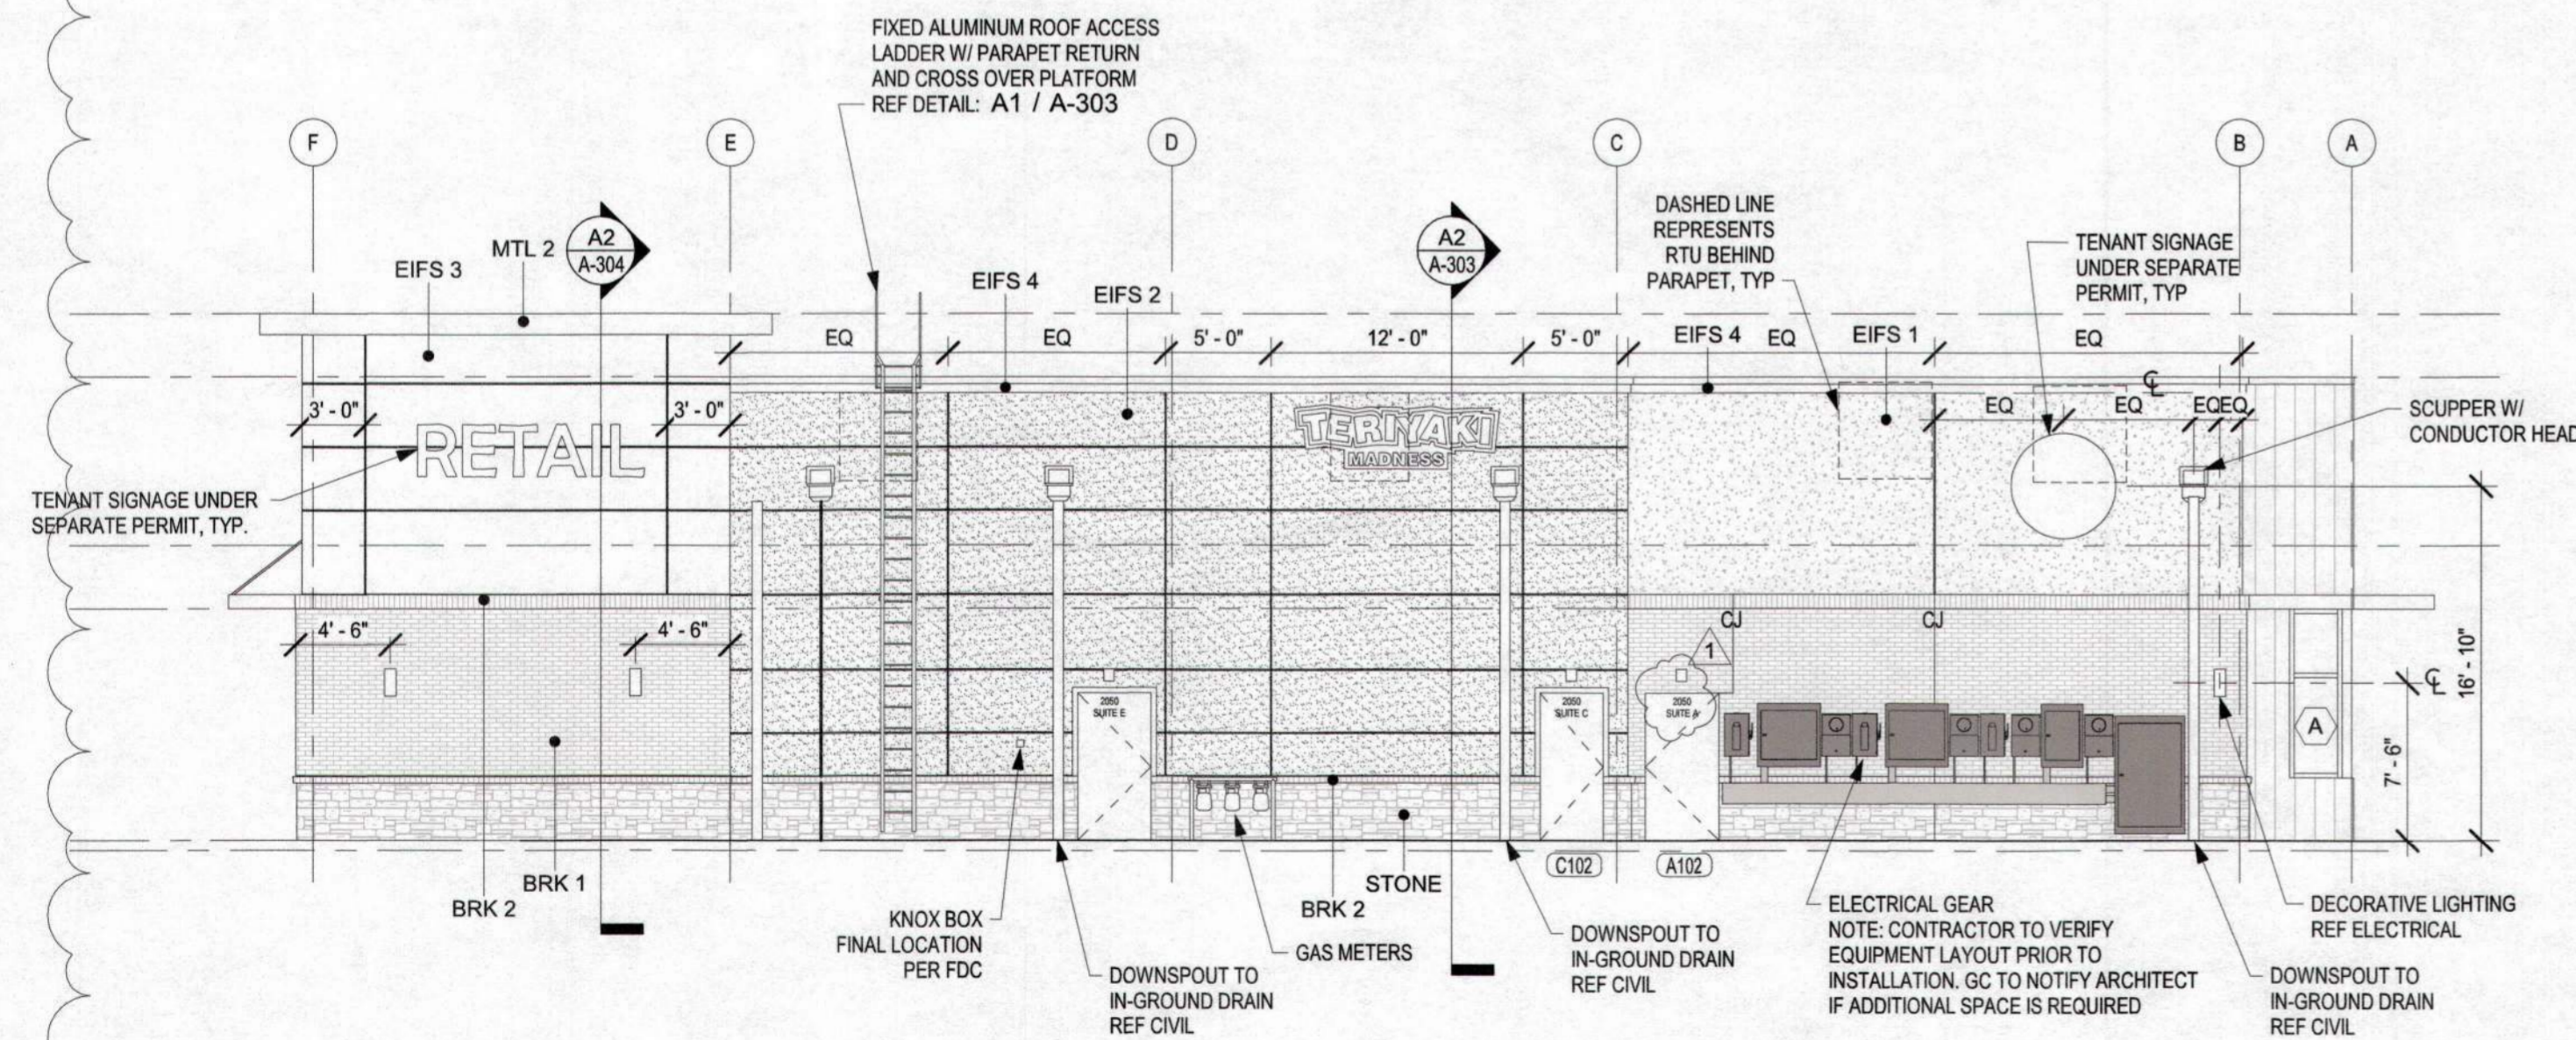 FIXED ALUMINUM ROOF ACCESS
LADDER W/ PARAPET RETURN
AND CROSS OVER PLATFORM
REF DETAIL: A1 / A-303
F
E
D
C
B
A
DASHED LINE
REPRESENTS
RTU BEHIND
PARAPET, TYP
TENANT SIGNAGE
UNDER SEPARATE
PERMIT, TYP
EIFS 3
MTL 2
A2
A-304
EIFS 4
EIFS 2
A2
A-303
EQ
EQ
5' - 0"
12' - 0"
5' - 0"
EIFS 4
EQ
EIFS 1
EQ
3' - 0"
3' - 0"
RETAIL
TERIYAKI
MADNESS
EQ
EQ
CL
EQ
EQ
SCUPPER W/
CONDUCTOR HEAD
TENANT SIGNAGE UNDER
SEPARATE PERMIT, TYP.
4' - 6"
4' - 6"
CJ
CJ
1
16' - 10"
CL
7' - 6"
2050
SUITE E
2050
SUITE C
2050
SUITE A
A
C102
A102
BRK 1
BRK 2
STONE
BRK 2
KNOX BOX
FINAL LOCATION
PER FDC
GAS METERS
DOWNSPOUT TO
IN-GROUND DRAIN
REF CIVIL
DOWNSPOUT TO
IN-GROUND DRAIN
REF CIVIL
ELECTRICAL GEAR
NOTE: CONTRACTOR TO VERIFY
EQUIPMENT LAYOUT PRIOR TO
INSTALLATION. GC TO NOTIFY ARCHITECT
IF ADDITIONAL SPACE IS REQUIRED
DECORATIVE LIGHTING
REF ELECTRICAL
DOWNSPOUT TO
IN-GROUND DRAIN
REF CIVIL